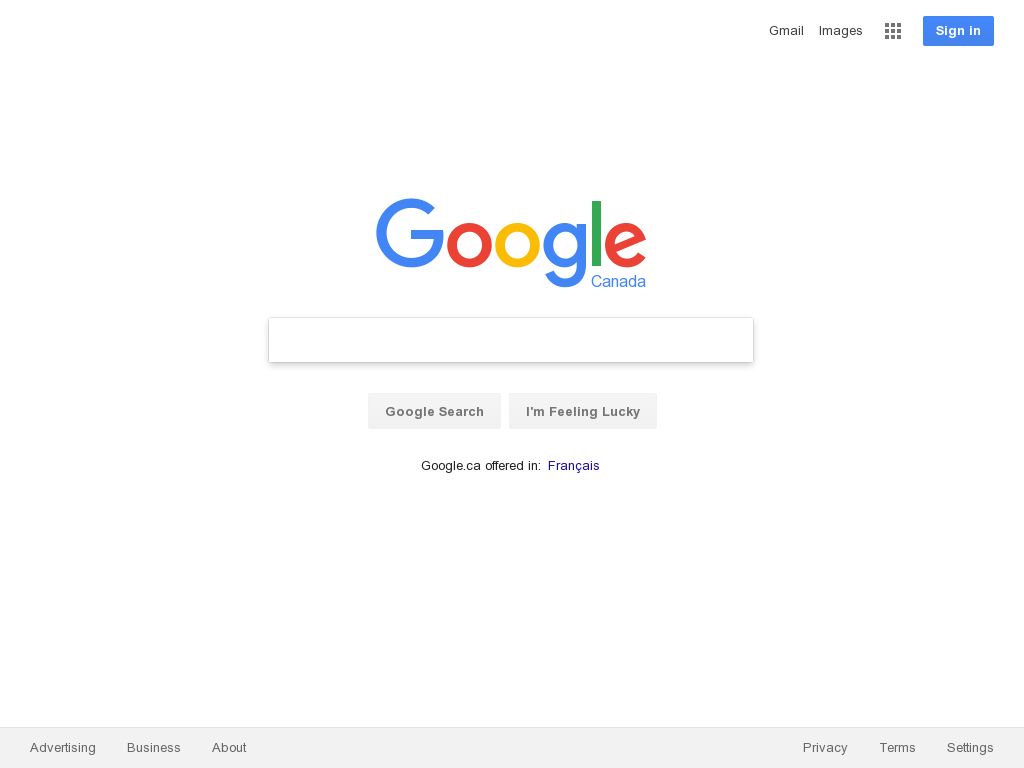 Gmail Images Sign in
Google
Canada
Google Search I'm Feeling Lucky
Google.ca offered in: Français
Advertising Business About Privacy Terms Settings